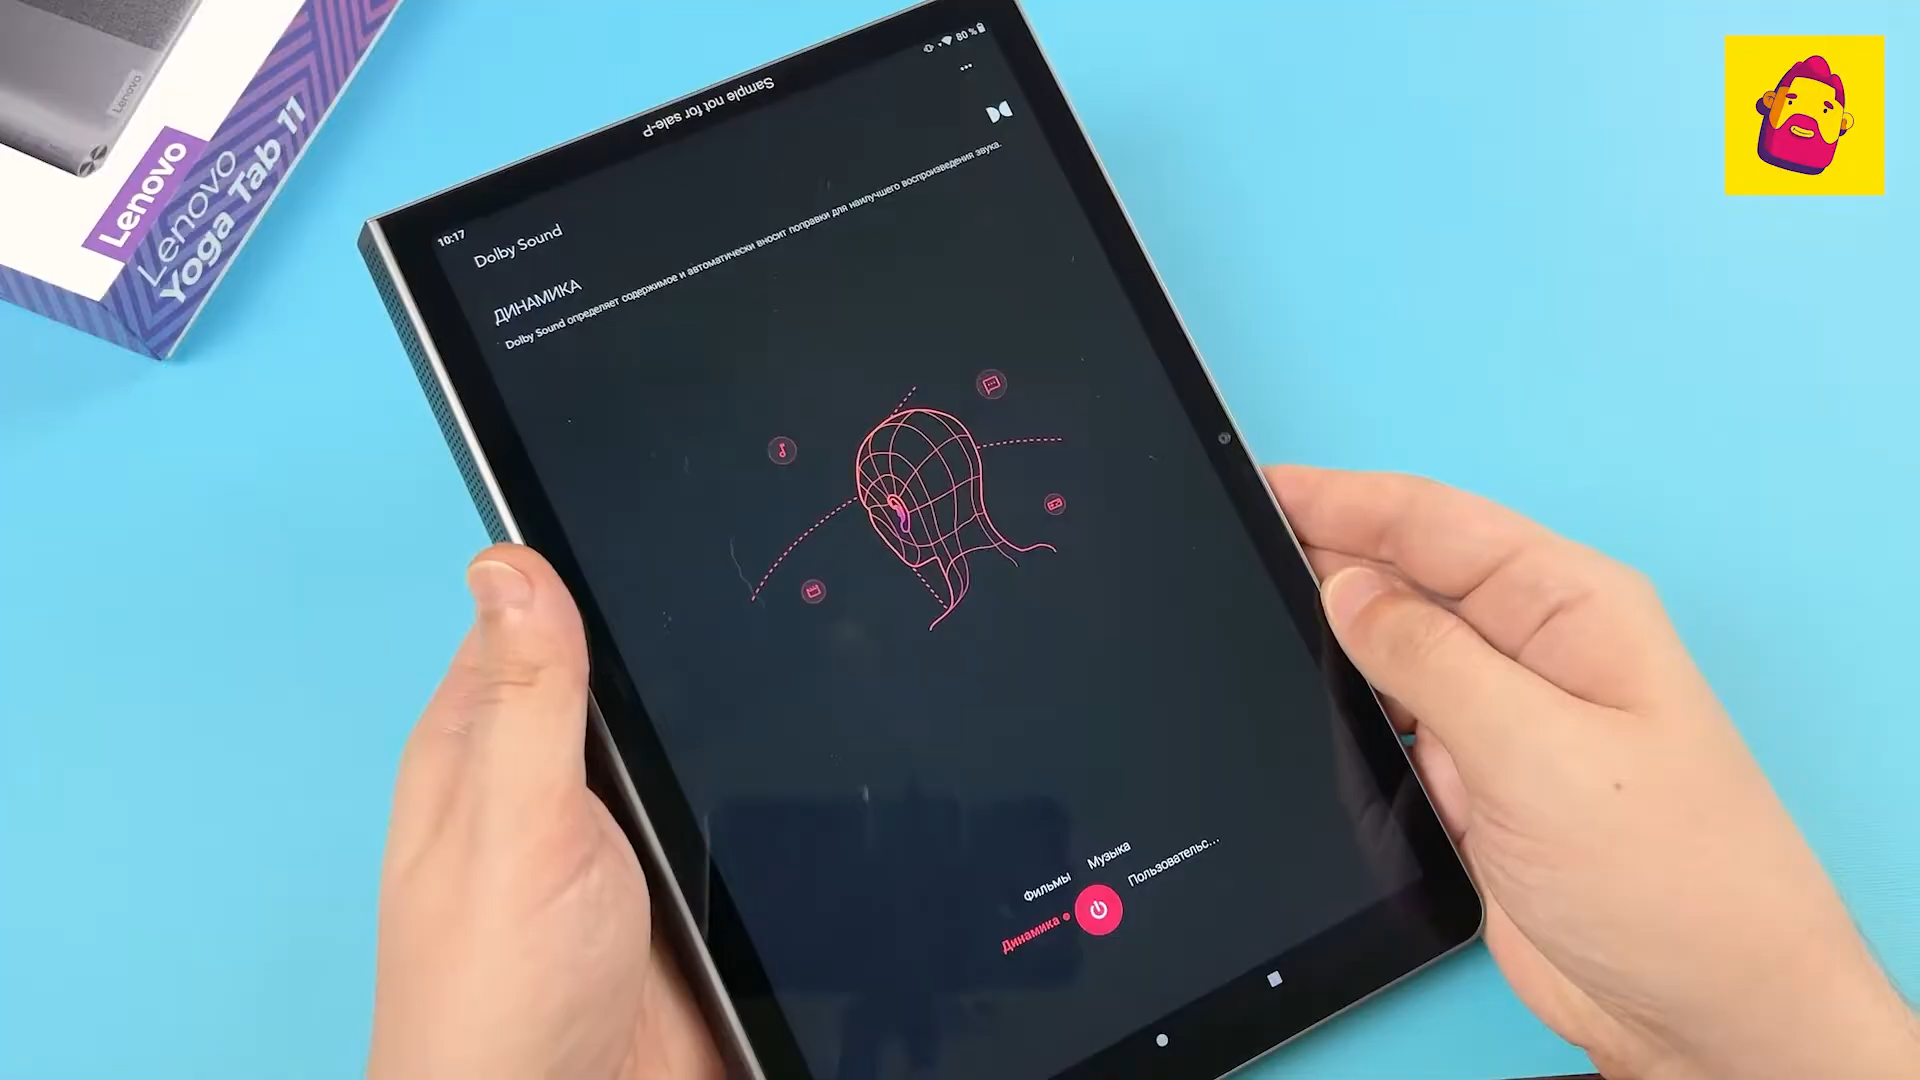 Lenovo
Lenovo
Lenovo
Yoga Tab 11
Sample not for sale-P
10:17
80 %
Dolby Sound
ДИНАМИКА
Dolby Sound определяет содержимое и автоматически вносит поправки для наилучшего воспроизведения звука.
Фильмы
Музыка
Динамика
Пользовательс...